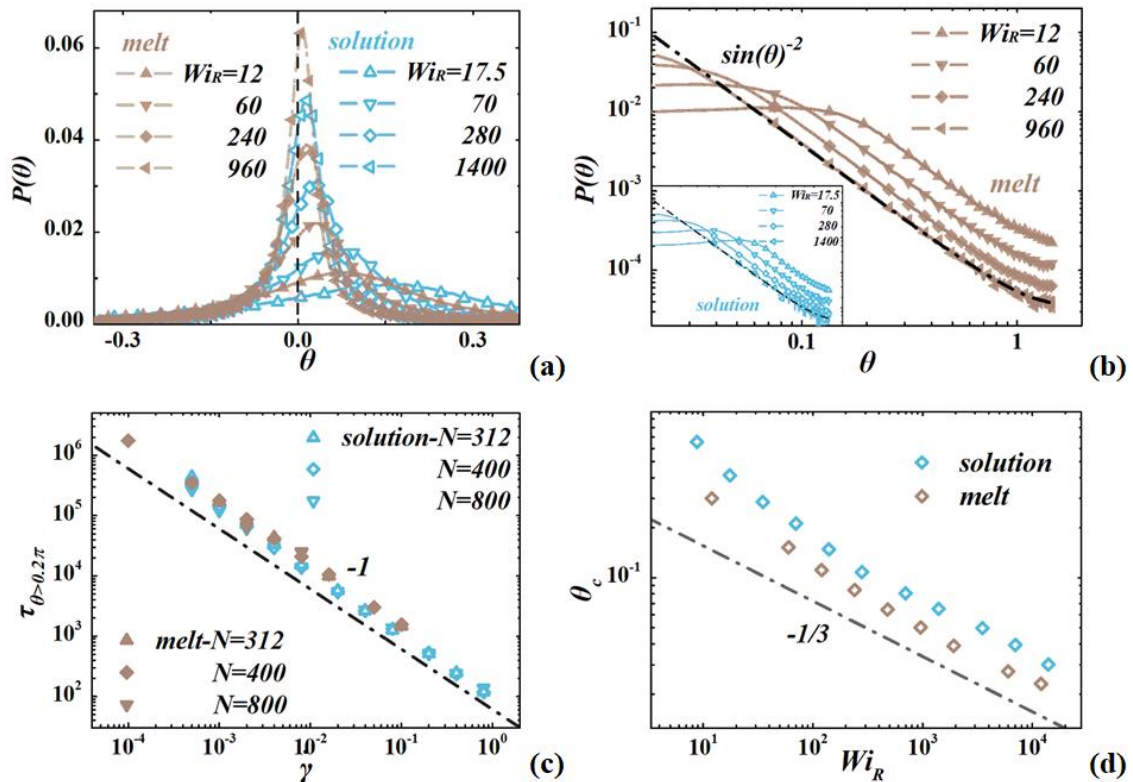 0.06
0.04
0.02
0.00
P(θ)
melt
Wi_R=12
60
240
960
solution
Wi_R=17.5
70
280
1400
-0.3
0.0
0.3
θ
(a)
10^-1
10^-2
10^-3
10^-4
P(θ)
sin(θ)^-2
Wi_R=12
60
240
960
melt
Wi_R=17.5
70
280
1400
solution
0.1
1
θ
(b)
10^6
10^5
10^4
10^3
10^2
τ_θ>0.2π
solution-N=312
N=400
N=800
-1
melt-N=312
N=400
N=800
10^-4
10^-3
10^-2
10^-1
10^0
γ̇
(c)
θ_c
0.1
solution
melt
-1/3
10^1
10^2
10^3
10^4
Wi_R
(d)